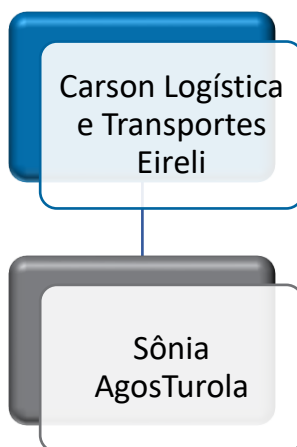 Carson Logística
e Transportes
Eireli
Sônia
AgosTurola